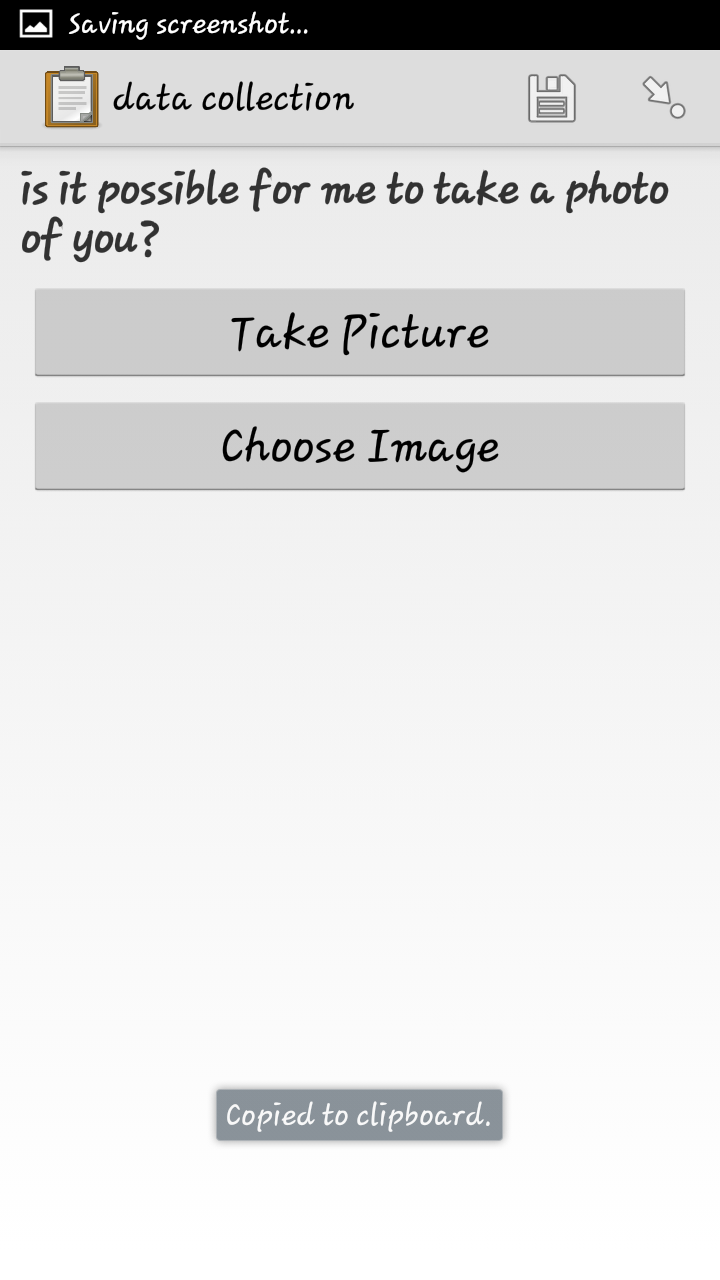 Saving screenshot...
data collection
is it possible for me to take a photo
of you?
Take Picture
Choose Image
Copied to clipboard.